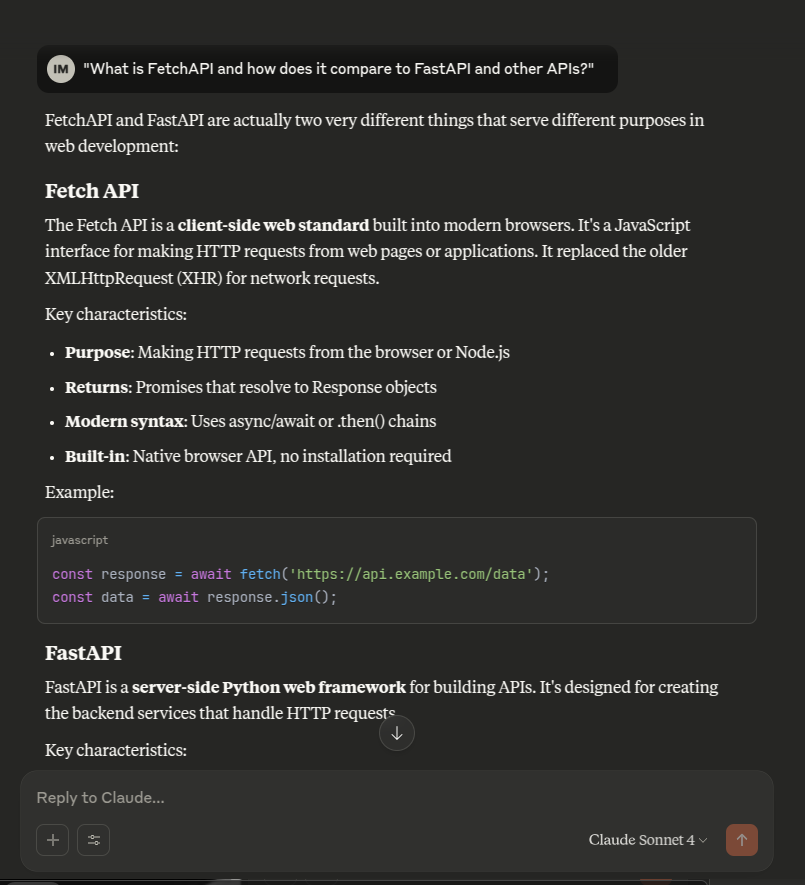 IM "What is FetchAPI and how does it compare to FastAPI and other APIs?"
FetchAPI and FastAPI are actually two very different things that serve different purposes in
web development:
Fetch API
The Fetch API is a client-side web standard built into modern browsers. It's a JavaScript
interface for making HTTP requests from web pages or applications. It replaced the older
XMLHttpRequest (XHR) for network requests.
Key characteristics:
• Purpose: Making HTTP requests from the browser or Node.js
• Returns: Promises that resolve to Response objects
• Modern syntax: Uses async/await or .then() chains
• Built-in: Native browser API, no installation required
Example:
javascript
const response = await fetch('https://api.example.com/data');
const data = await response.json();
FastAPI
FastAPI is a server-side Python web framework for building APIs. It's designed for creating
the backend services that handle HTTP requests.
Key characteristics:
Reply to Claude...
Claude Sonnet 4